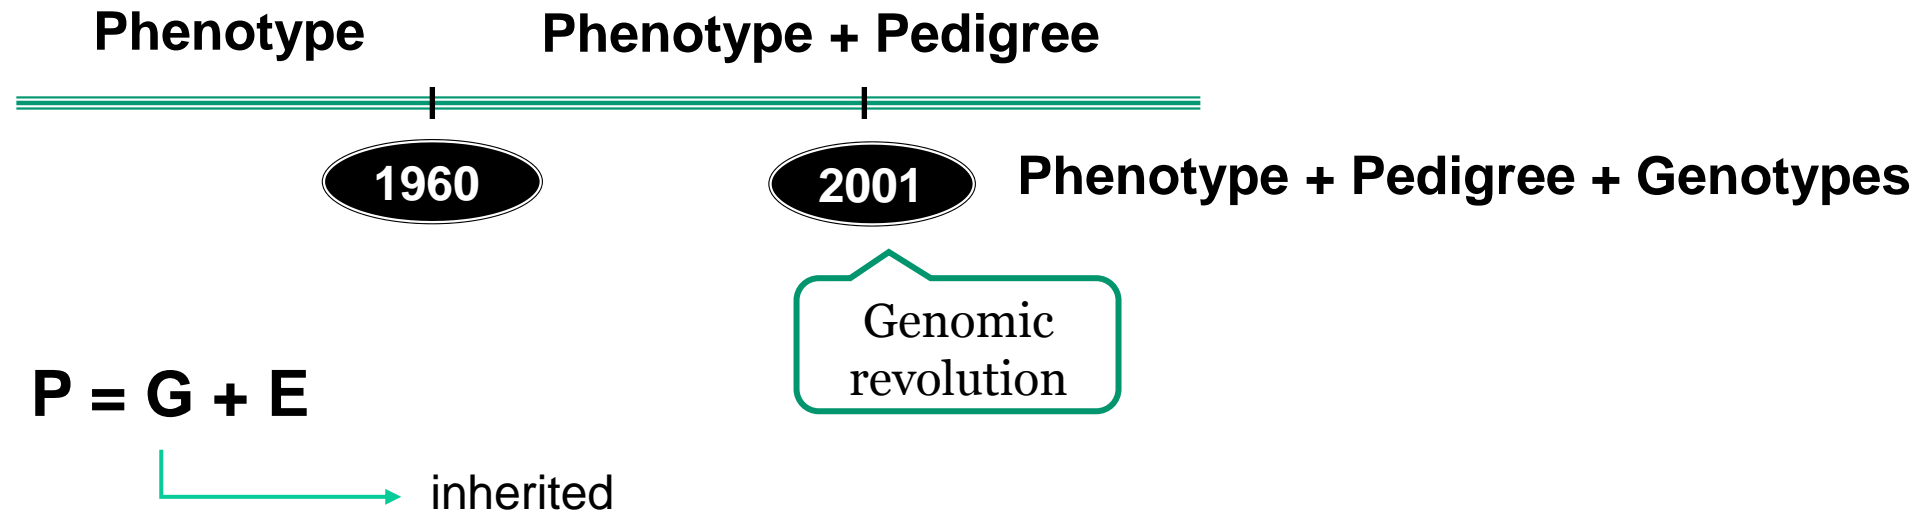 Phenotype
Phenotype + Pedigree
1960
2001
Phenotype + Pedigree + Genotypes
Genomic
revolution
P = G + E
inherited